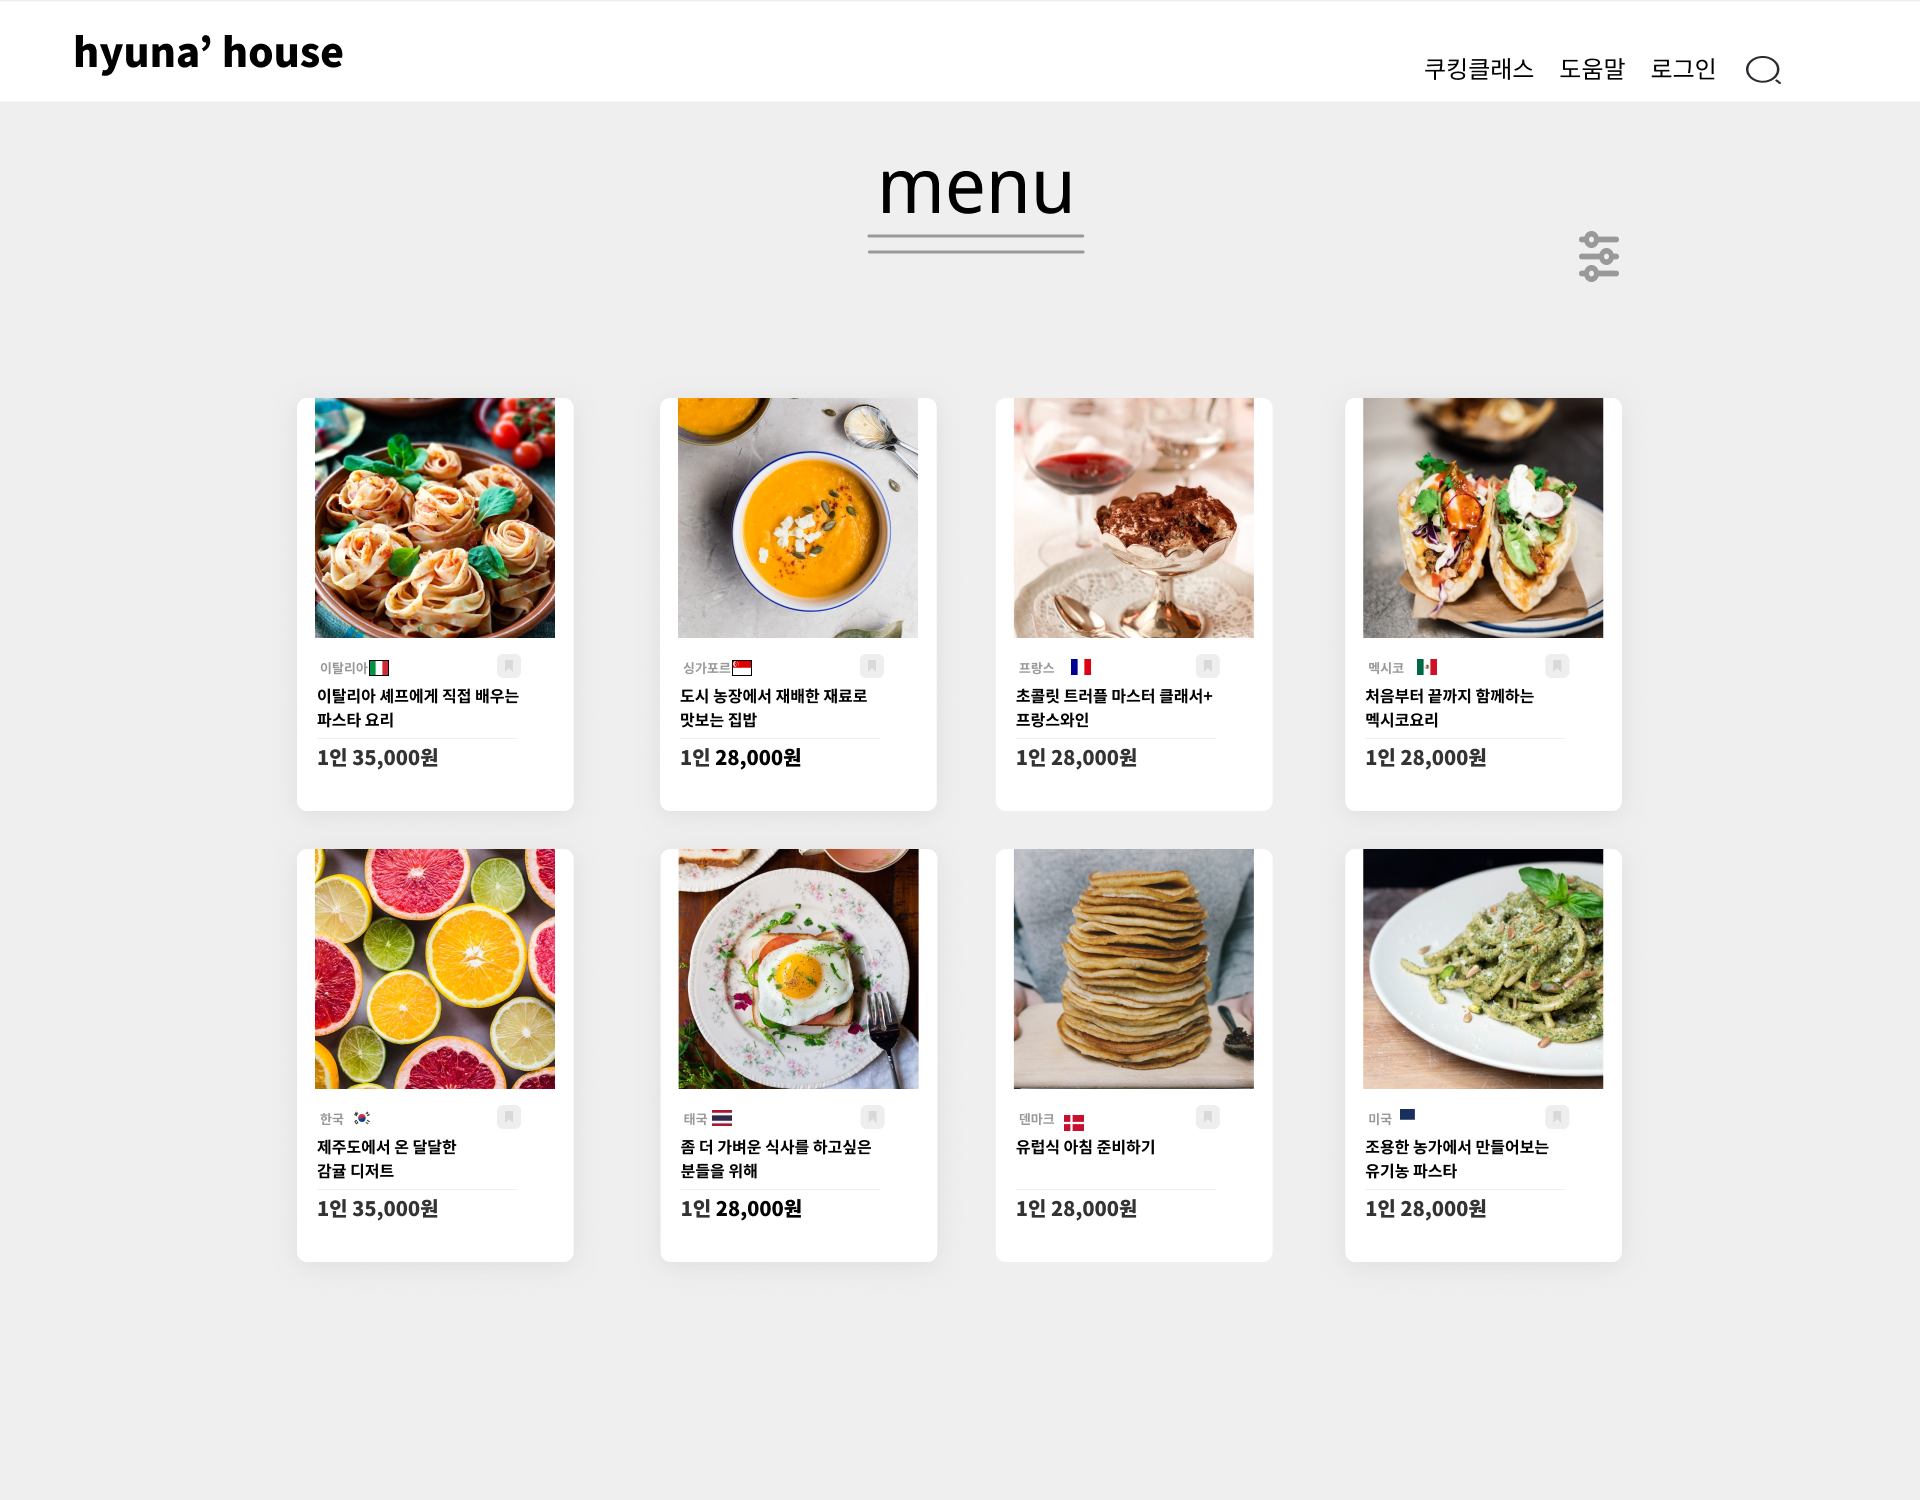 hyuna’ house
쿠킹클래스 도움말 로그인
menu
이탈리아
이탈리아 셰프에게 직접 배우는
파스타 요리
1인 35,000원
싱가포르
도시 농장에서 재배한 재료로
맛보는 집밥
1인 28,000원
프랑스
초콜릿 트러플 마스터 클래서+
프랑스와인
1인 28,000원
멕시코
처음부터 끝까지 함께하는
멕시코요리
1인 28,000원
한국
제주도에서 온 달달한
감귤 디저트
1인 35,000원
태국
좀 더 가벼운 식사를 하고싶은
분들을 위해
1인 28,000원
덴마크
유럽식 아침 준비하기
1인 28,000원
미국
조용한 농가에서 만들어보는
유기농 파스타
1인 28,000원